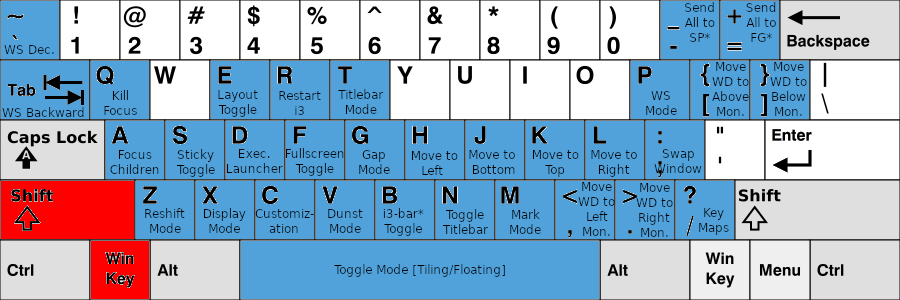 ~
`
WS Dec.
!
1
@
2
#
3
$
4
%
5
^
6
&
7
*
8
(
9
)
0
_
-
Send
All to
SP*
+
=
Send
All to
FG*
Backspace
Tab
WS Backward
Q
Kill
Focus
W
E
Layout
Toggle
R
Restart
i3
T
Titlebar
Mode
Y
U
I
O
P
WS
Mode
{
[
Move
WD to
Above
Mon.
}
]
Move
WD to
Below
Mon.
|
\
Caps Lock
A
A
Focus
Children
S
Sticky
Toggle
D
Exec.
Launcher
F
Fullscreen
Toggle
G
Gap
Mode
H
Move to
Left
J
Move to
Bottom
K
Move to
Top
L
Move to
Right
:
;
Swap
Window
"
'
Enter
Shift
Z
Reshift
Mode
X
Display
Mode
C
Customiz-
ation
V
Dunst
Mode
B
i3-bar*
Toggle
N
Toggle
Titlebar
M
Mark
Mode
<
,
Move
WD to
Left
Mon.
>
.
Move
WD to
Right
Mon.
?
/
Key
Maps
Shift
Ctrl
Win
Key
Alt
Toggle Mode [Tiling/Floating]
Alt
Win
Key
Menu
Ctrl